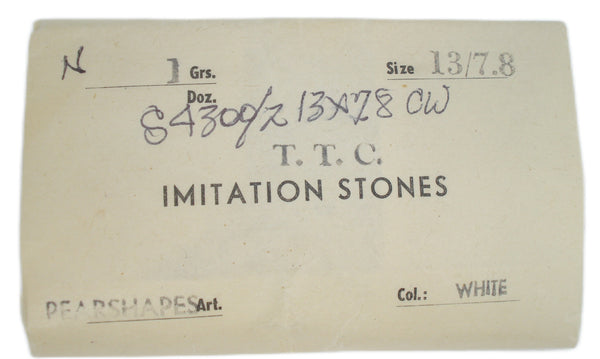 N 1 Grs. Size 13/7.8
Doz.
S4300/2 13x7.8 CW
T. T. C.
IMITATION STONES
PEARSHAPES Art. Col.: WHITE